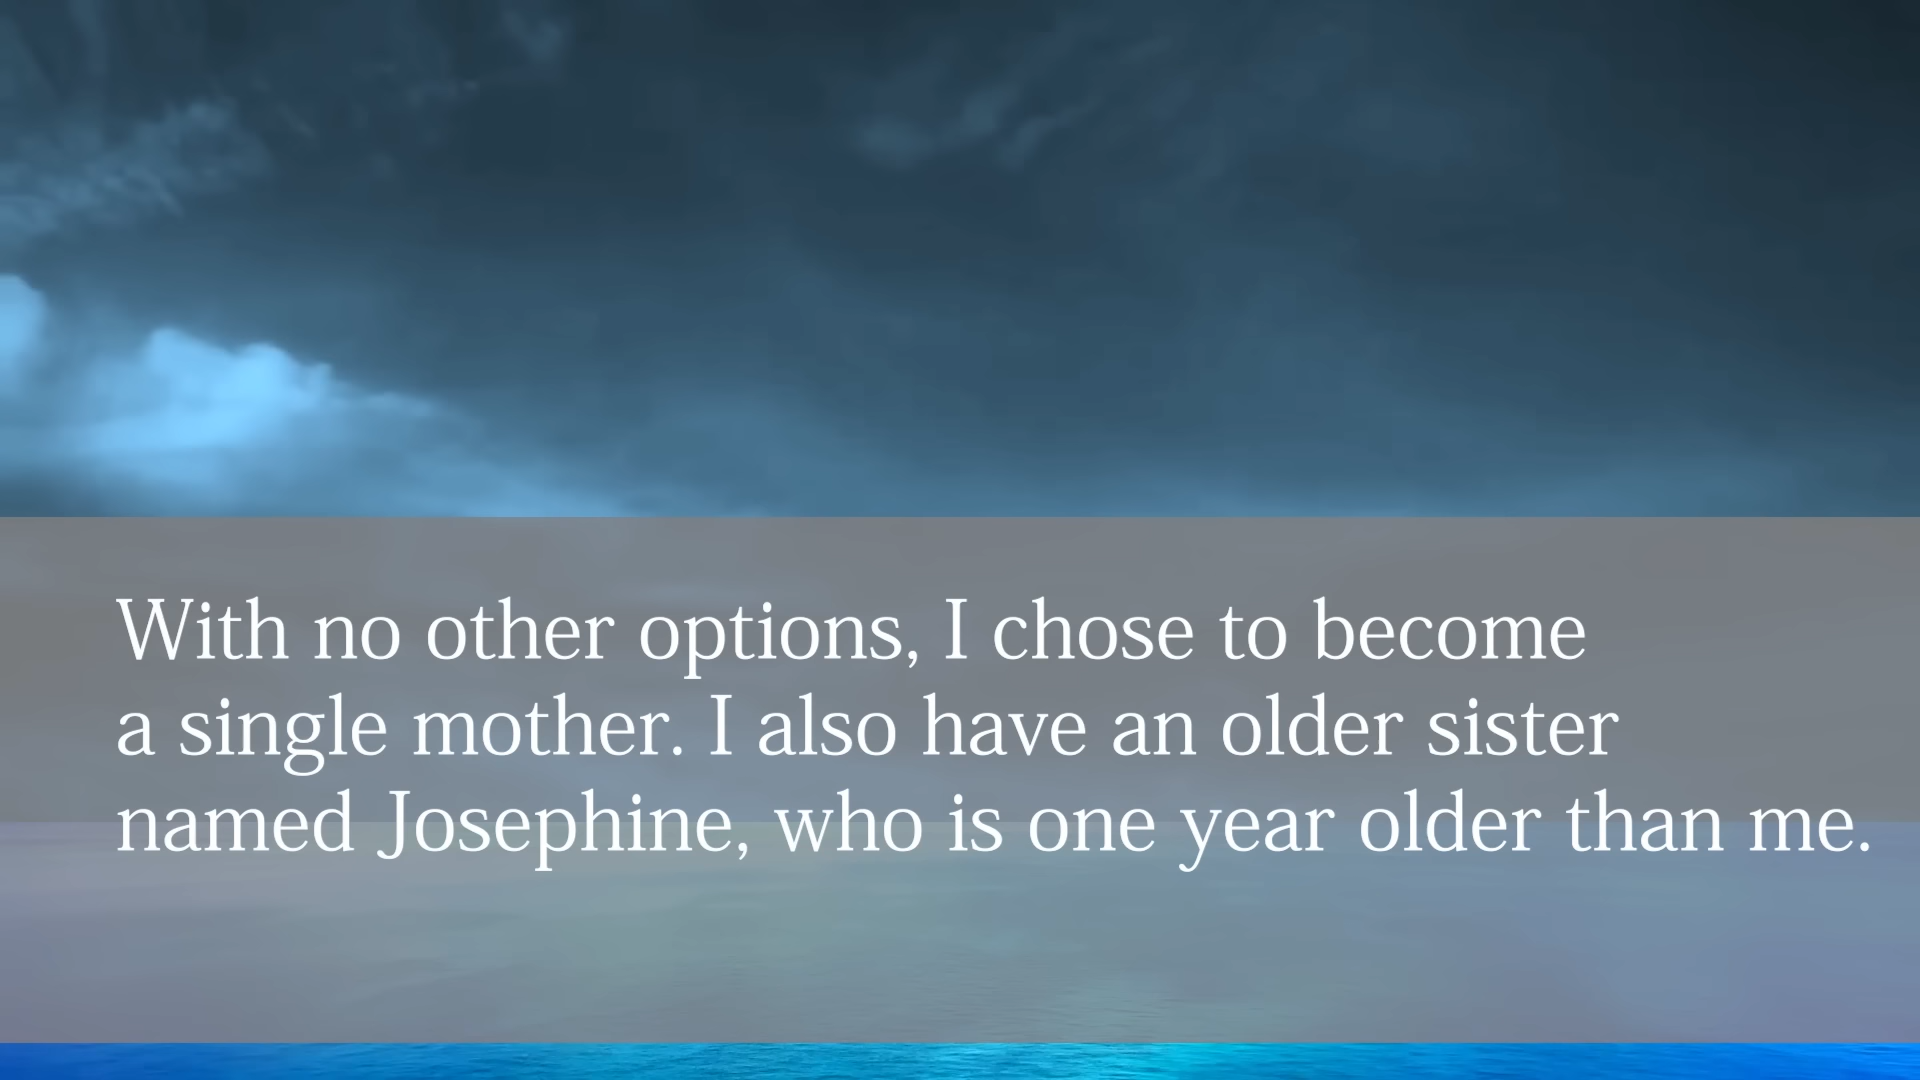 With no other options, I chose to become
a single mother. I also have an older sister
named Josephine, who is one year older than me.